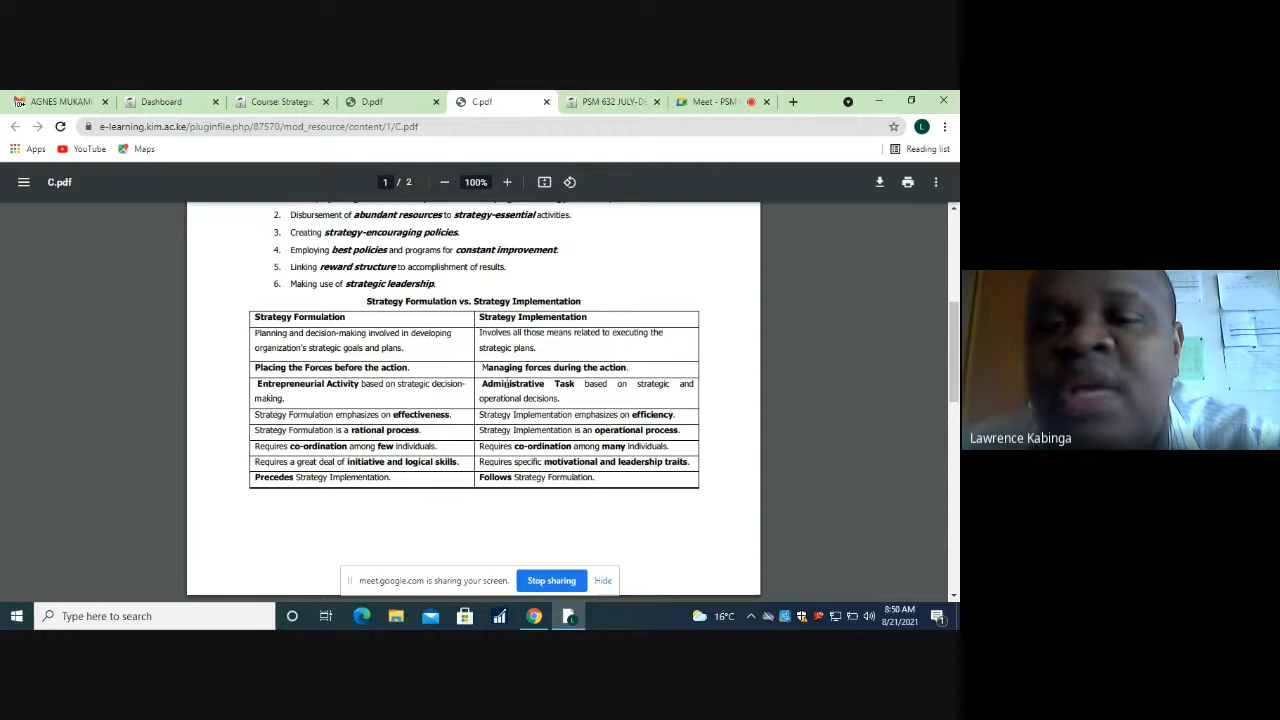 AGNES MUKAMI
Dashboard
Course: Strategic
D.pdf
C.pdf
PSM 632 JULY-DE
Meet - PSM
e-learning.kim.ac.ke/pluginfile.php/87570/mod_resource/content/1/C.pdf
L
Apps YouTube Maps Reading list
C.pdf 1 / 2 100%
2. Disbursement of abundant resources to strategy-essential activities.
3. Creating strategy-encouraging policies.
4. Employing best policies and programs for constant improvement.
5. Linking reward structure to accomplishment of results.
6. Making use of strategic leadership.
Strategy Formulation vs. Strategy Implementation
Strategy Formulation Strategy Implementation
Planning and decision-making involved in developing
organization's strategic goals and plans.
Involves all those means related to executing the
strategic plans.
Placing the Forces before the action. Managing forces during the action.
Entrepreneurial Activity based on strategic decision-
making.
Administrative Task based on strategic and
operational decisions.
Strategy Formulation emphasizes on effectiveness. Strategy Implementation emphasizes on efficiency.
Strategy Formulation is a rational process. Strategy Implementation is an operational process.
Requires co-ordination among few individuals. Requires co-ordination among many individuals.
Requires a great deal of initiative and logical skills. Requires specific motivational and leadership traits.
Precedes Strategy Implementation. Follows Strategy Formulation.
Lawrence Kabinga
meet.google.com is sharing your screen. Stop sharing Hide
Type here to search
16°C
8:50 AM
8/21/2021